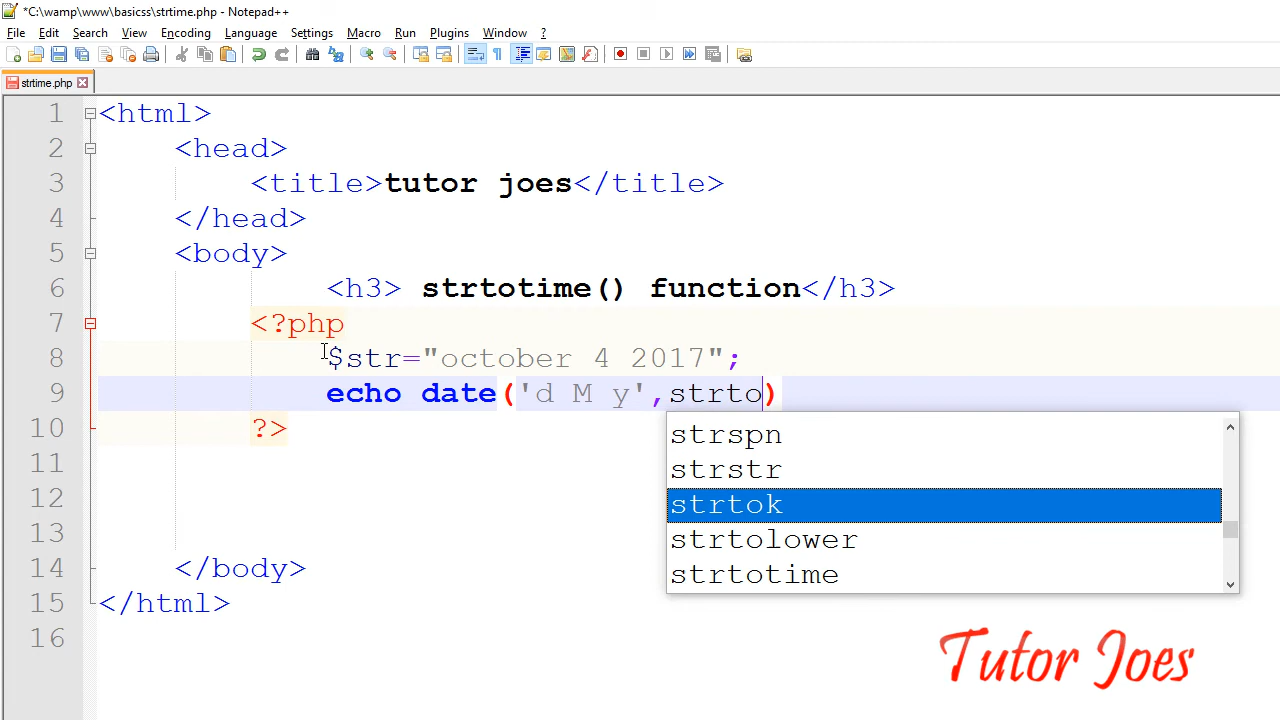 *C:\wamp\www\basicss\strtime.php - Notepad++
File Edit Search View Encoding Language Settings Macro Run Plugins Window ?
strtime.php
1 <html>
2 <head>
3 <title>tutor joes</title>
4 </head>
5 <body>
6 <h3> strtotime() function</h3>
7 <?php
8 $str="october 4 2017";
9 echo date('d M y',strto)
10 ?>
11
12
13
14 </body>
15 </html>
16
strspn
strstr
strtok
strtolower
strtotime
Tutor Joes